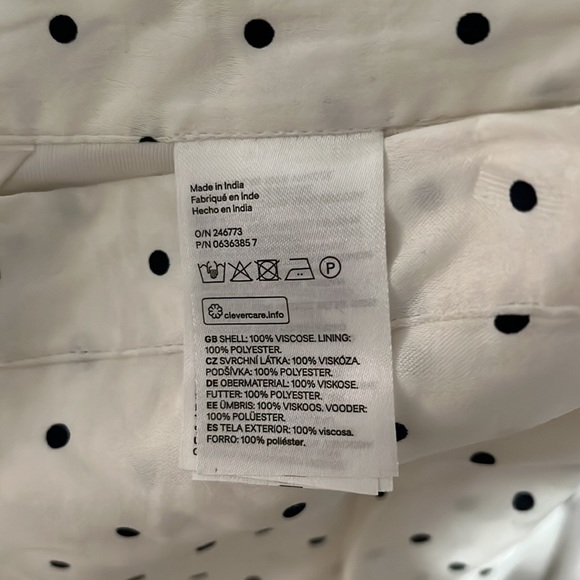 Made in India
Fabriqué en Inde
Hecho en India
O/N 246773
P/N 0636385 7
P
clevercare.info
GB SHELL: 100% VISCOSE. LINING:
100% POLYESTER.
CZ SVRCHNÍ LÁTKA: 100% VISKÓZA.
PODŠÍVKA: 100% POLYESTER.
DE OBERMATERIAL: 100% VISKOSE.
FUTTER: 100% POLYESTER.
EE ÜMBRIS: 100% VISKOOS. VOODER:
100% POLÜESTER.
ES TELA EXTERIOR: 100% viscosa.
FORRO: 100% poliéster.